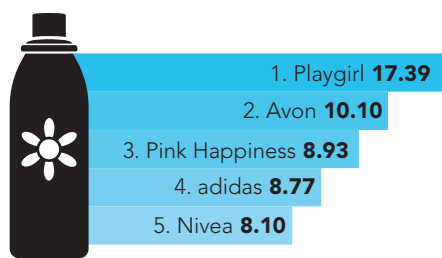 1. Playgirl 17.39
2. Avon 10.10
3. Pink Happiness 8.93
4. adidas 8.77
5. Nivea 8.10